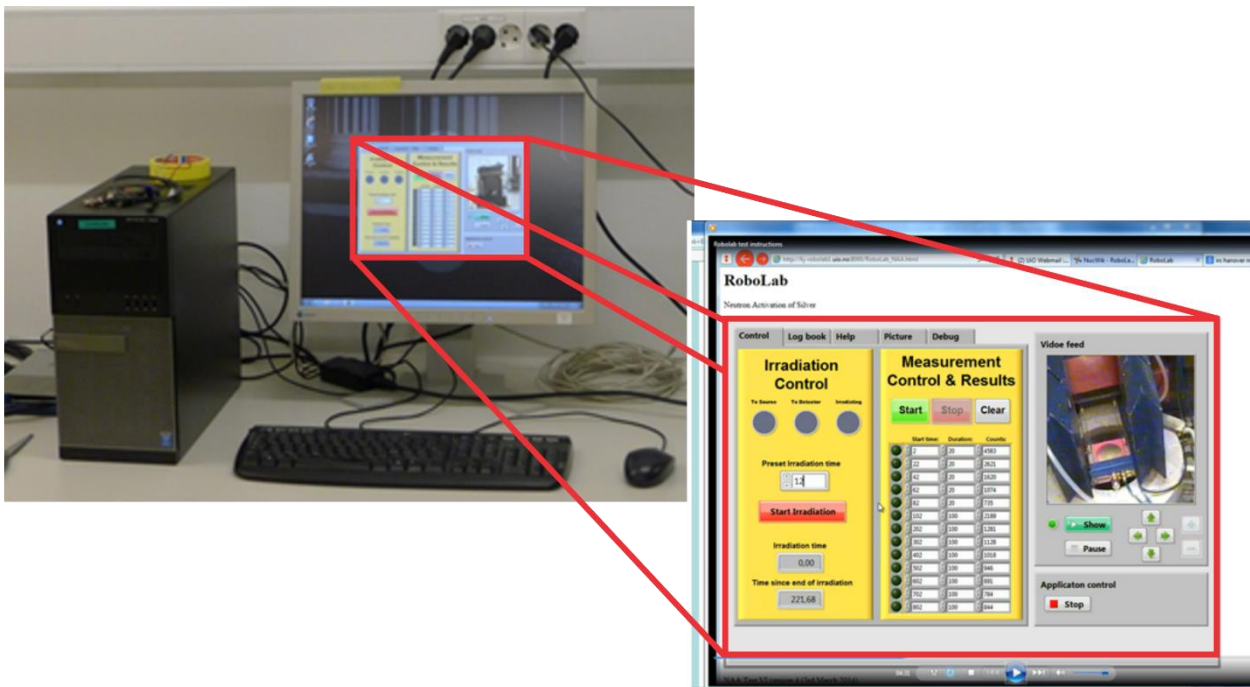 Robolab test instructions
RoboLab
Neutron Activation of Silver
Control Log book Help Picture Debug
Irradiation
Control
To Source To Detector Irradiating
Preset Irradiation time
12
Start Irradiation
Irradiation time
0,00
Time since end of irradiation
221,68
Measurement
Control & Results
Start Stop Clear
Start time: Duration: Counts:
2 20 4583
22 20 2621
42 20 1620
62 20 1074
82 20 735
102 100 2189
202 100 1281
302 100 1128
402 100 1018
502 100 946
602 100 891
702 100 784
802 100 844
Vidoe feed
Show
Pause
Applicaton control
Stop